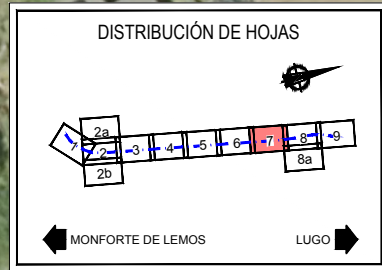 DISTRIBUCIÓN DE HOJAS
2a
1 2 3 4 5 6 7 8 9
2b 8a
MONFORTE DE LEMOS LUGO